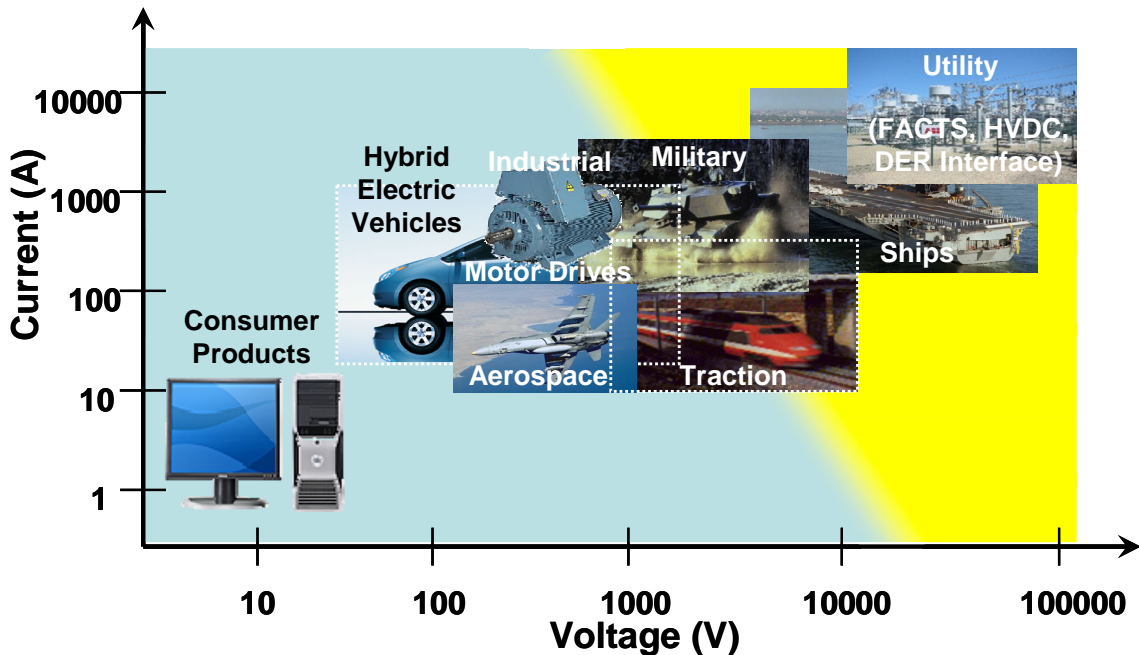 Current (A)
10000
1000
100
10
1
Utility
(FACTS, HVDC,
DER Interface)
Hybrid
Electric
Vehicles
Industrial
Motor Drives
Military
Ships
Consumer
Products
Aerospace
Traction
10
100
1000
10000
100000
Voltage (V)